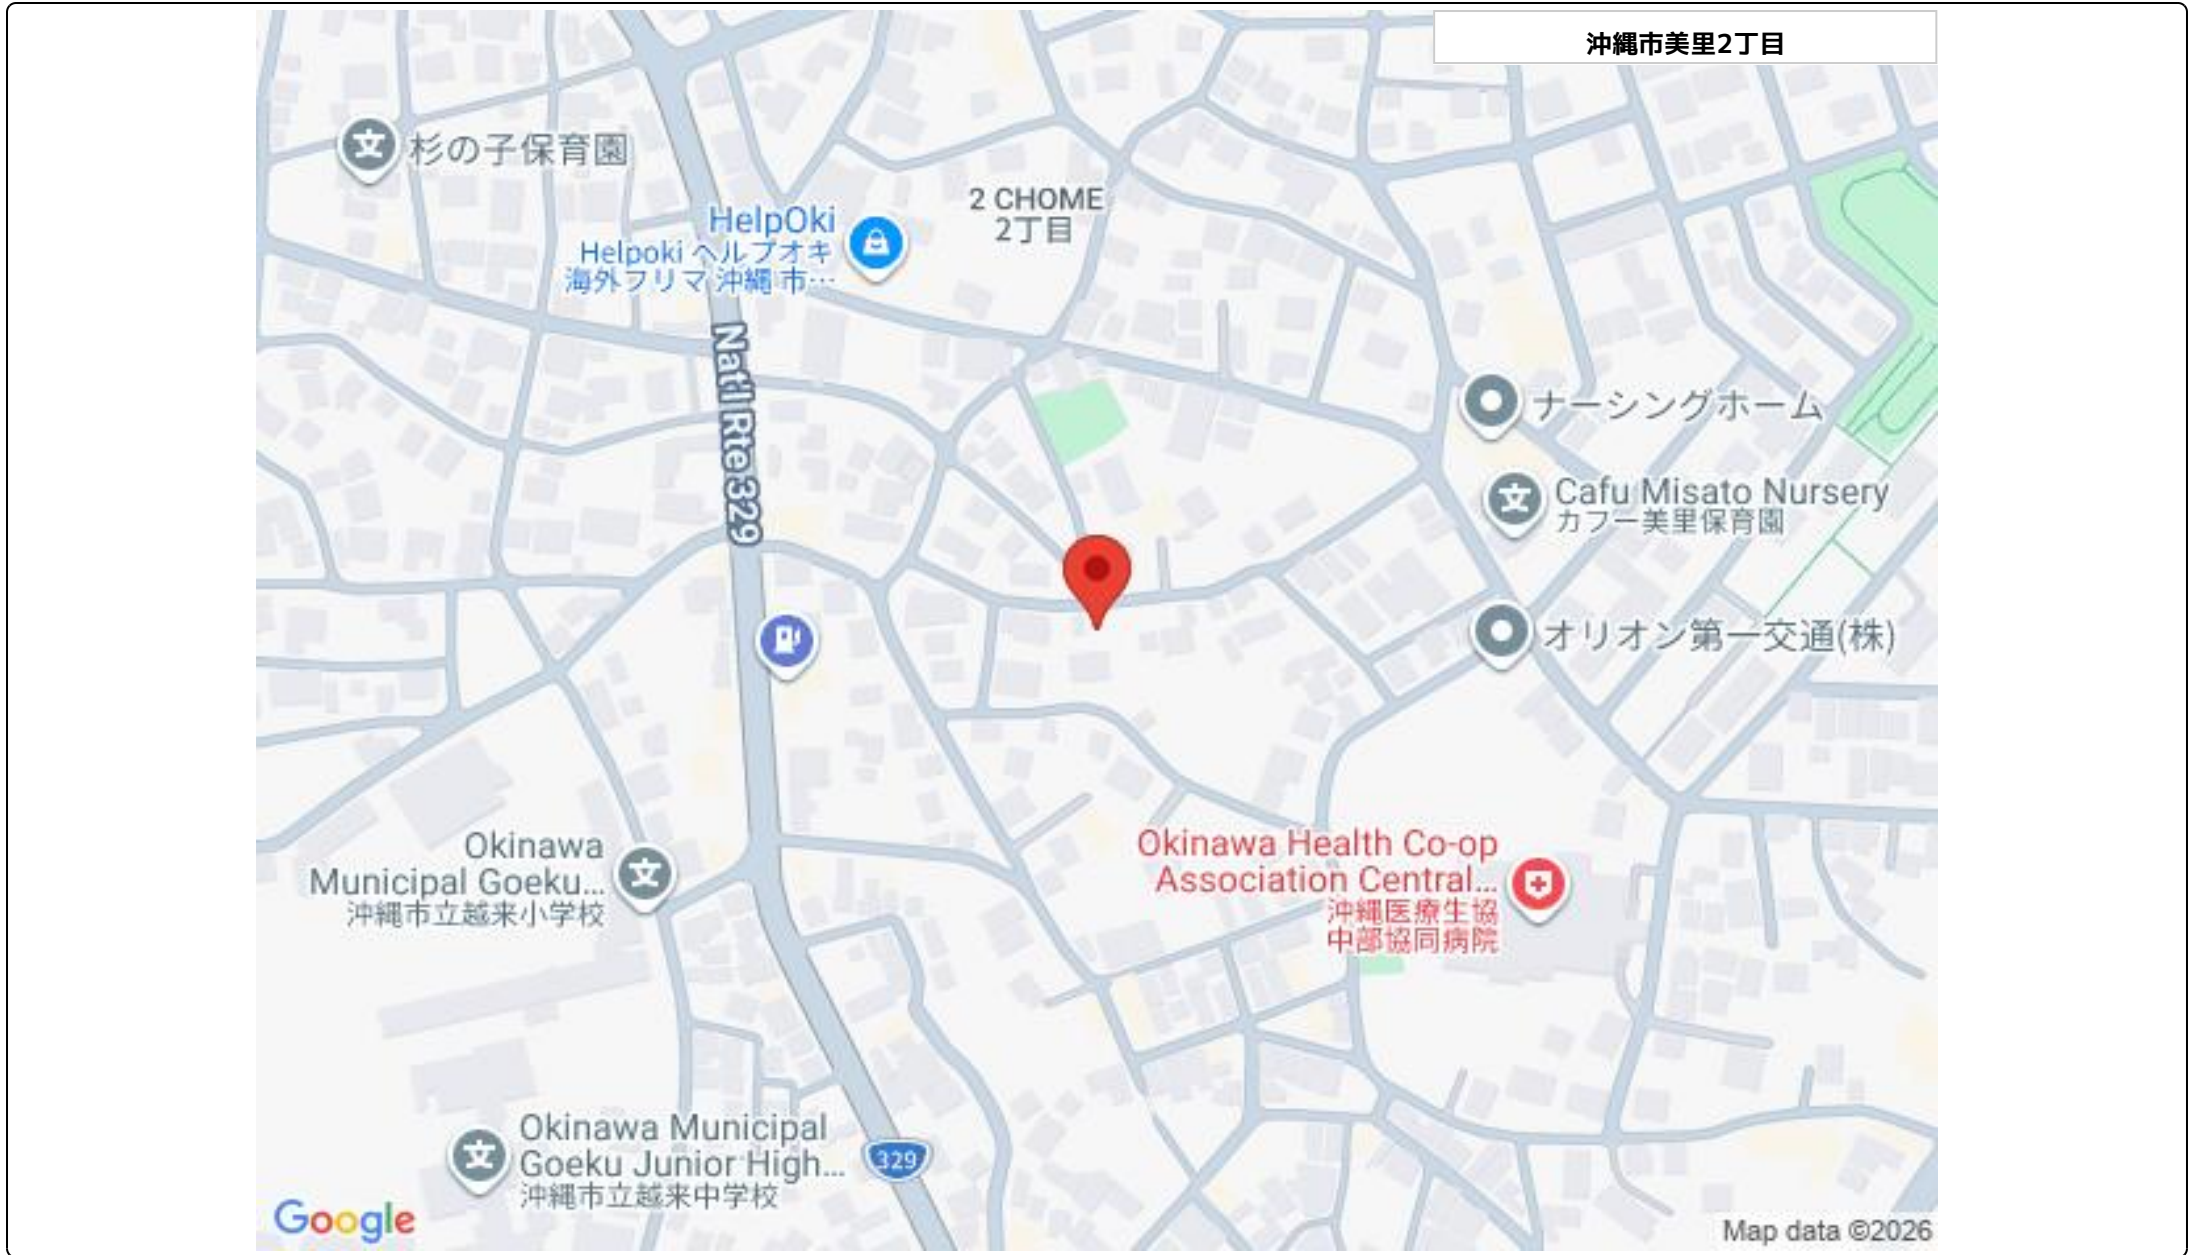 沖縄市美里2丁目
杉の子保育園
2 CHOME
2丁目
HelpOki
Helpoki ヘルプオキ
海外フリマ 沖縄 市…
Nat'l Rte 329
ナーシングホーム
Cafu Misato Nursery
カフー美里保育園
オリオン第一交通(株)
Okinawa
Municipal Goeku...
沖縄市立越来小学校
Okinawa Health Co-op
Association Central...
沖縄医療生協
中部協同病院
Okinawa Municipal
Goeku Junior High...
沖縄市立越来中学校
329
Google
Map data ©2026